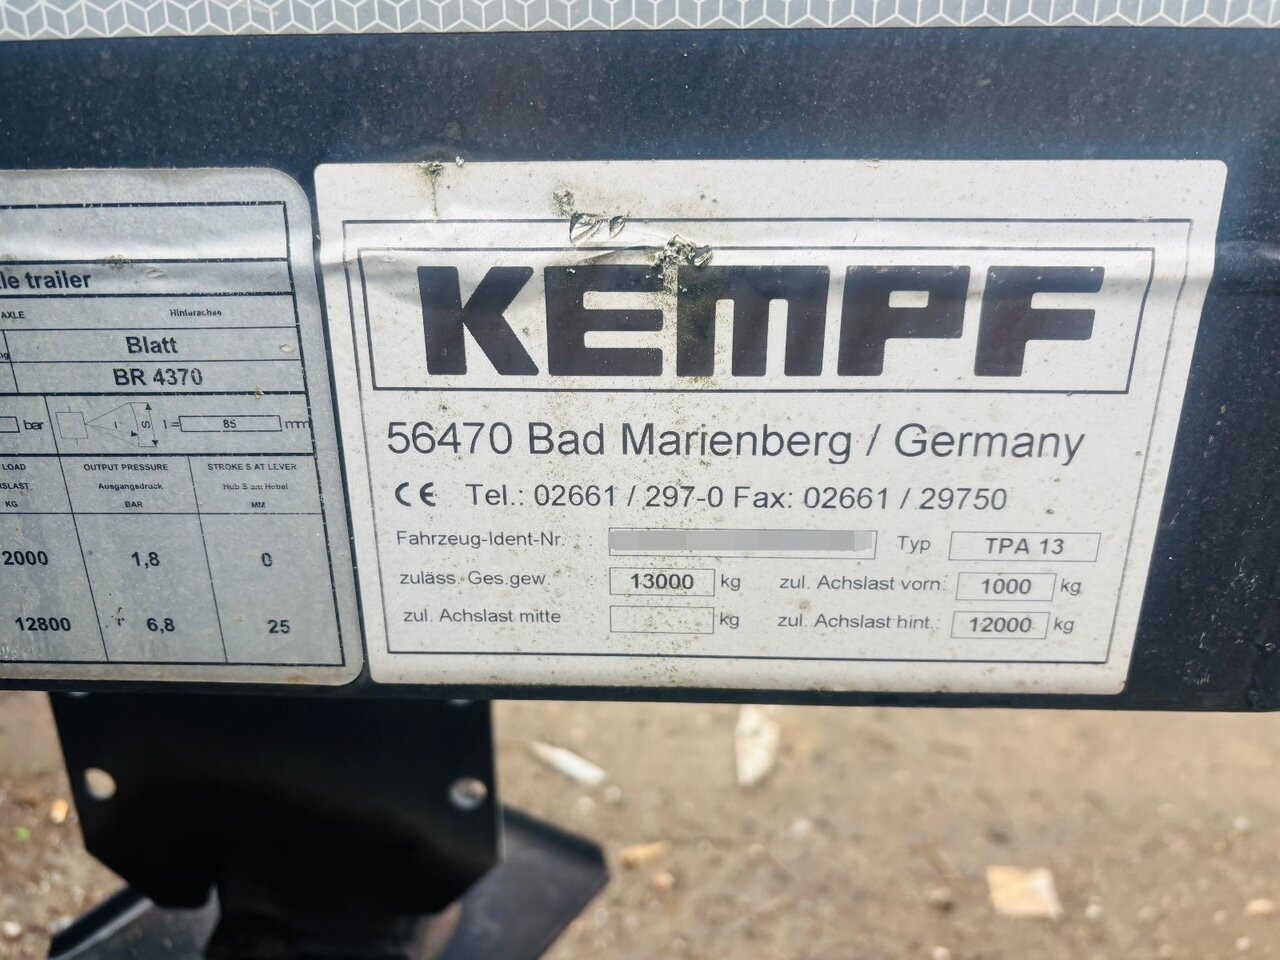 le trailer
AXLE Hinterachse
Blatt
BR 4370
bar I S I = 85 mm
LOAD OUTPUT PRESSURE STROKE S AT LEVER
Ausgangsdruck Hub S am Hebel
KG BAR MM
2000 1,8 0
12800 6,8 25
KEMPF
56470 Bad Marienberg / Germany
CE Tel.: 02661 / 297-0 Fax: 02661 / 29750
Fahrzeug-Ident-Nr.: Typ TPA 13
zuläss. Ges.gew. 13000 kg zul. Achslast vorn: 1000 kg
zul. Achslast mitte kg zul. Achslast hint.: 12000 kg